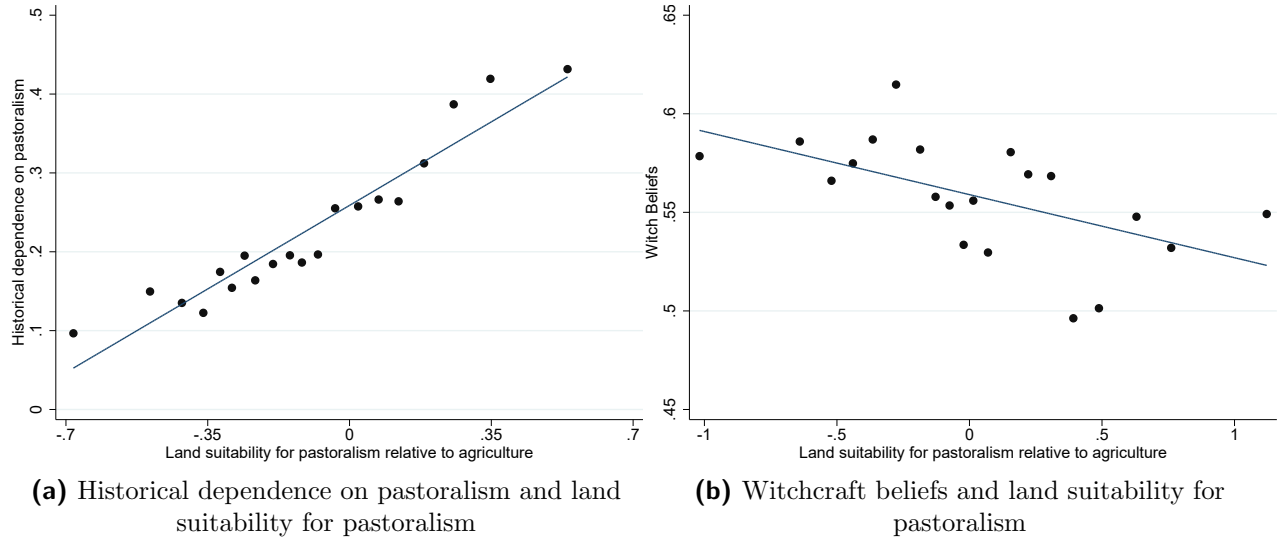 .5
.4
.3
.2
.1
0
Historical dependence on pastoralism
-.7
-.35
0
.35
.7
Land suitability for pastoralism relative to agriculture
(a) Historical dependence on pastoralism and land
suitability for pastoralism
.65
.6
.55
.5
.45
Witch Beliefs
-1
-.5
0
.5
1
Land suitability for pastoralism relative to agriculture
(b) Witchcraft beliefs and land suitability for
pastoralism